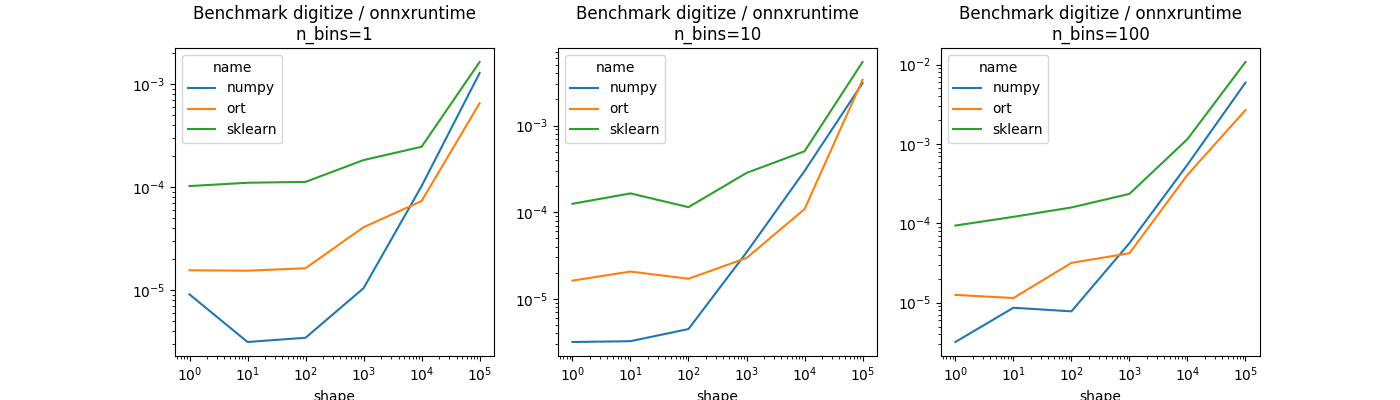 Benchmark digitize / onnxruntime
n_bins=1
name
numpy
ort
sklearn
10⁻³
10⁻⁴
10⁻⁵
10⁰ 10¹ 10² 10³ 10⁴ 10⁵
shape
Benchmark digitize / onnxruntime
n_bins=10
name
numpy
ort
sklearn
10⁻³
10⁻⁴
10⁻⁵
10⁰ 10¹ 10² 10³ 10⁴ 10⁵
shape
Benchmark digitize / onnxruntime
n_bins=100
name
numpy
ort
sklearn
10⁻²
10⁻³
10⁻⁴
10⁻⁵
10⁰ 10¹ 10² 10³ 10⁴ 10⁵
shape